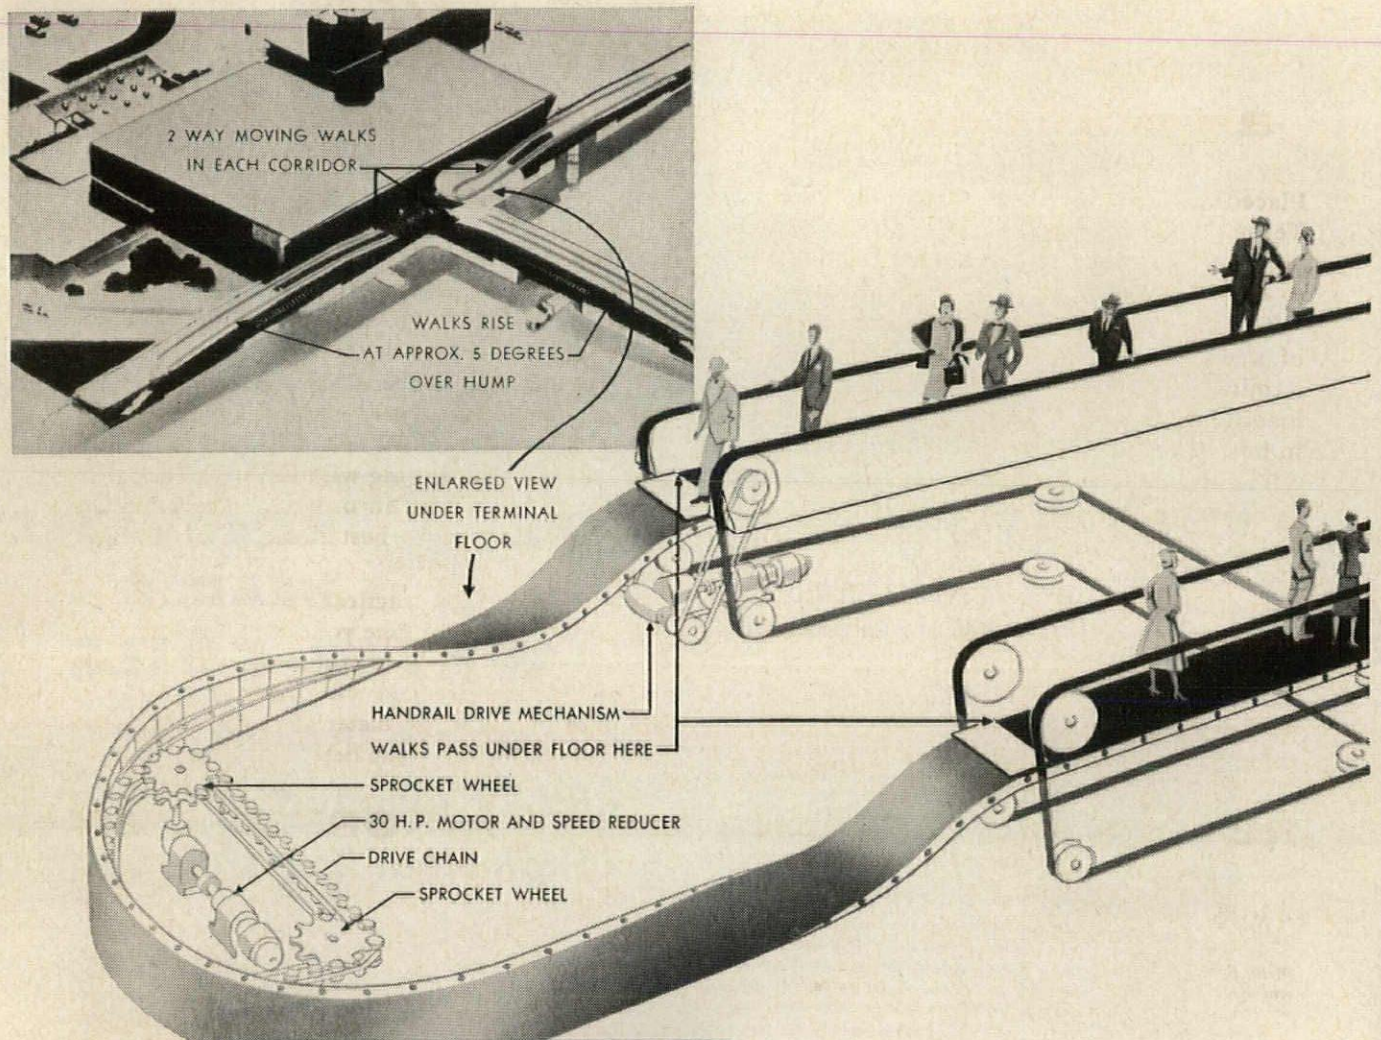 2 WAY MOVING WALKS
IN EACH CORRIDOR
WALKS RISE
AT APPROX. 5 DEGREES
OVER HUMP
ENLARGED VIEW
UNDER TERMINAL
FLOOR
HANDRAIL DRIVE MECHANISM
WALKS PASS UNDER FLOOR HERE
SPROCKET WHEEL
30 H.P. MOTOR AND SPEED REDUCER
DRIVE CHAIN
SPROCKET WHEEL